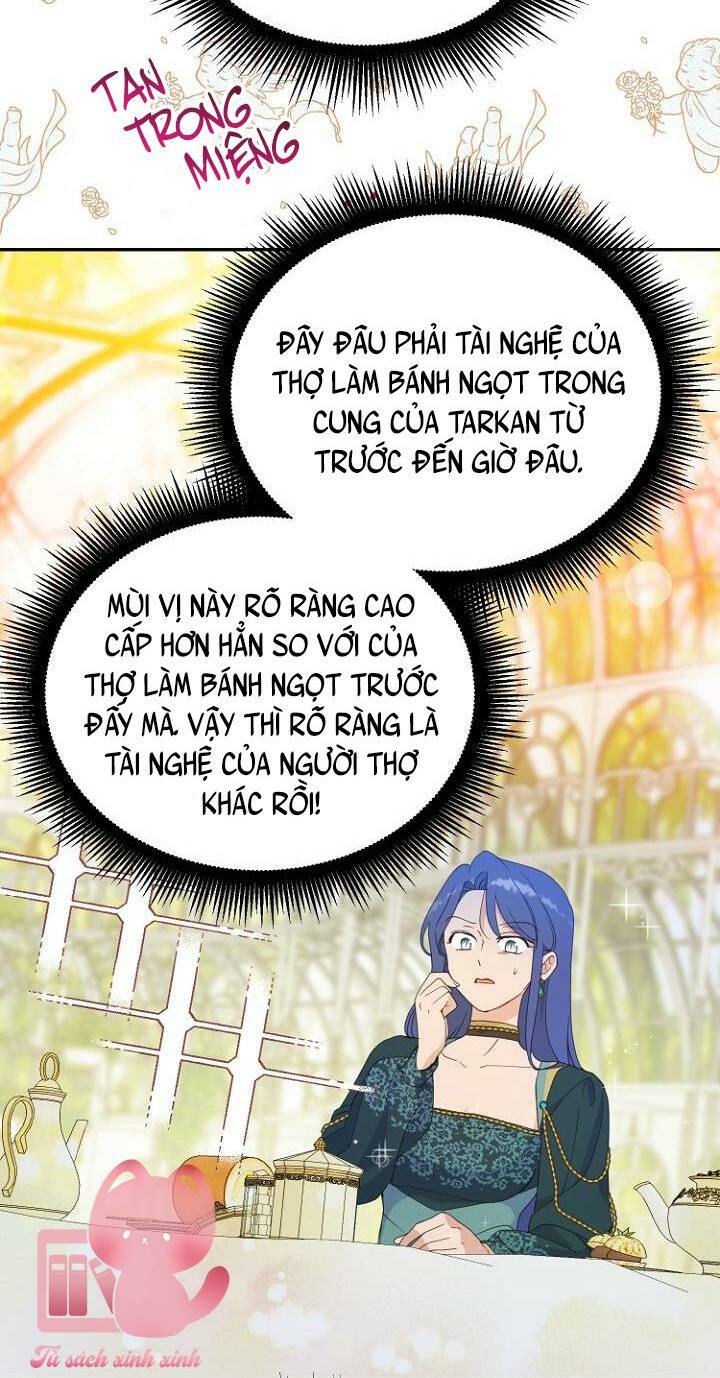 TAN
TRONG
MIỆNG
ĐÂY ĐÂU PHẢI TÀI NGHỆ CỦA
THỢ LÀM BÁNH NGỌT TRONG
CUNG CỦA TARKAN TỪ
TRƯỚC ĐẾN GIỜ ĐÂU.
MÙI VỊ NÀY RÕ RÀNG CAO
CẤP HƠN HẲN SO VỚI CỦA
THỢ LÀM BÁNH NGỌT TRƯỚC
ĐẤY MÀ. VẬY THÌ RÕ RÀNG LÀ
TÀI NGHỆ CỦA NGƯỜI THỢ
KHÁC RỒI!
Tủ sách xinh xinh